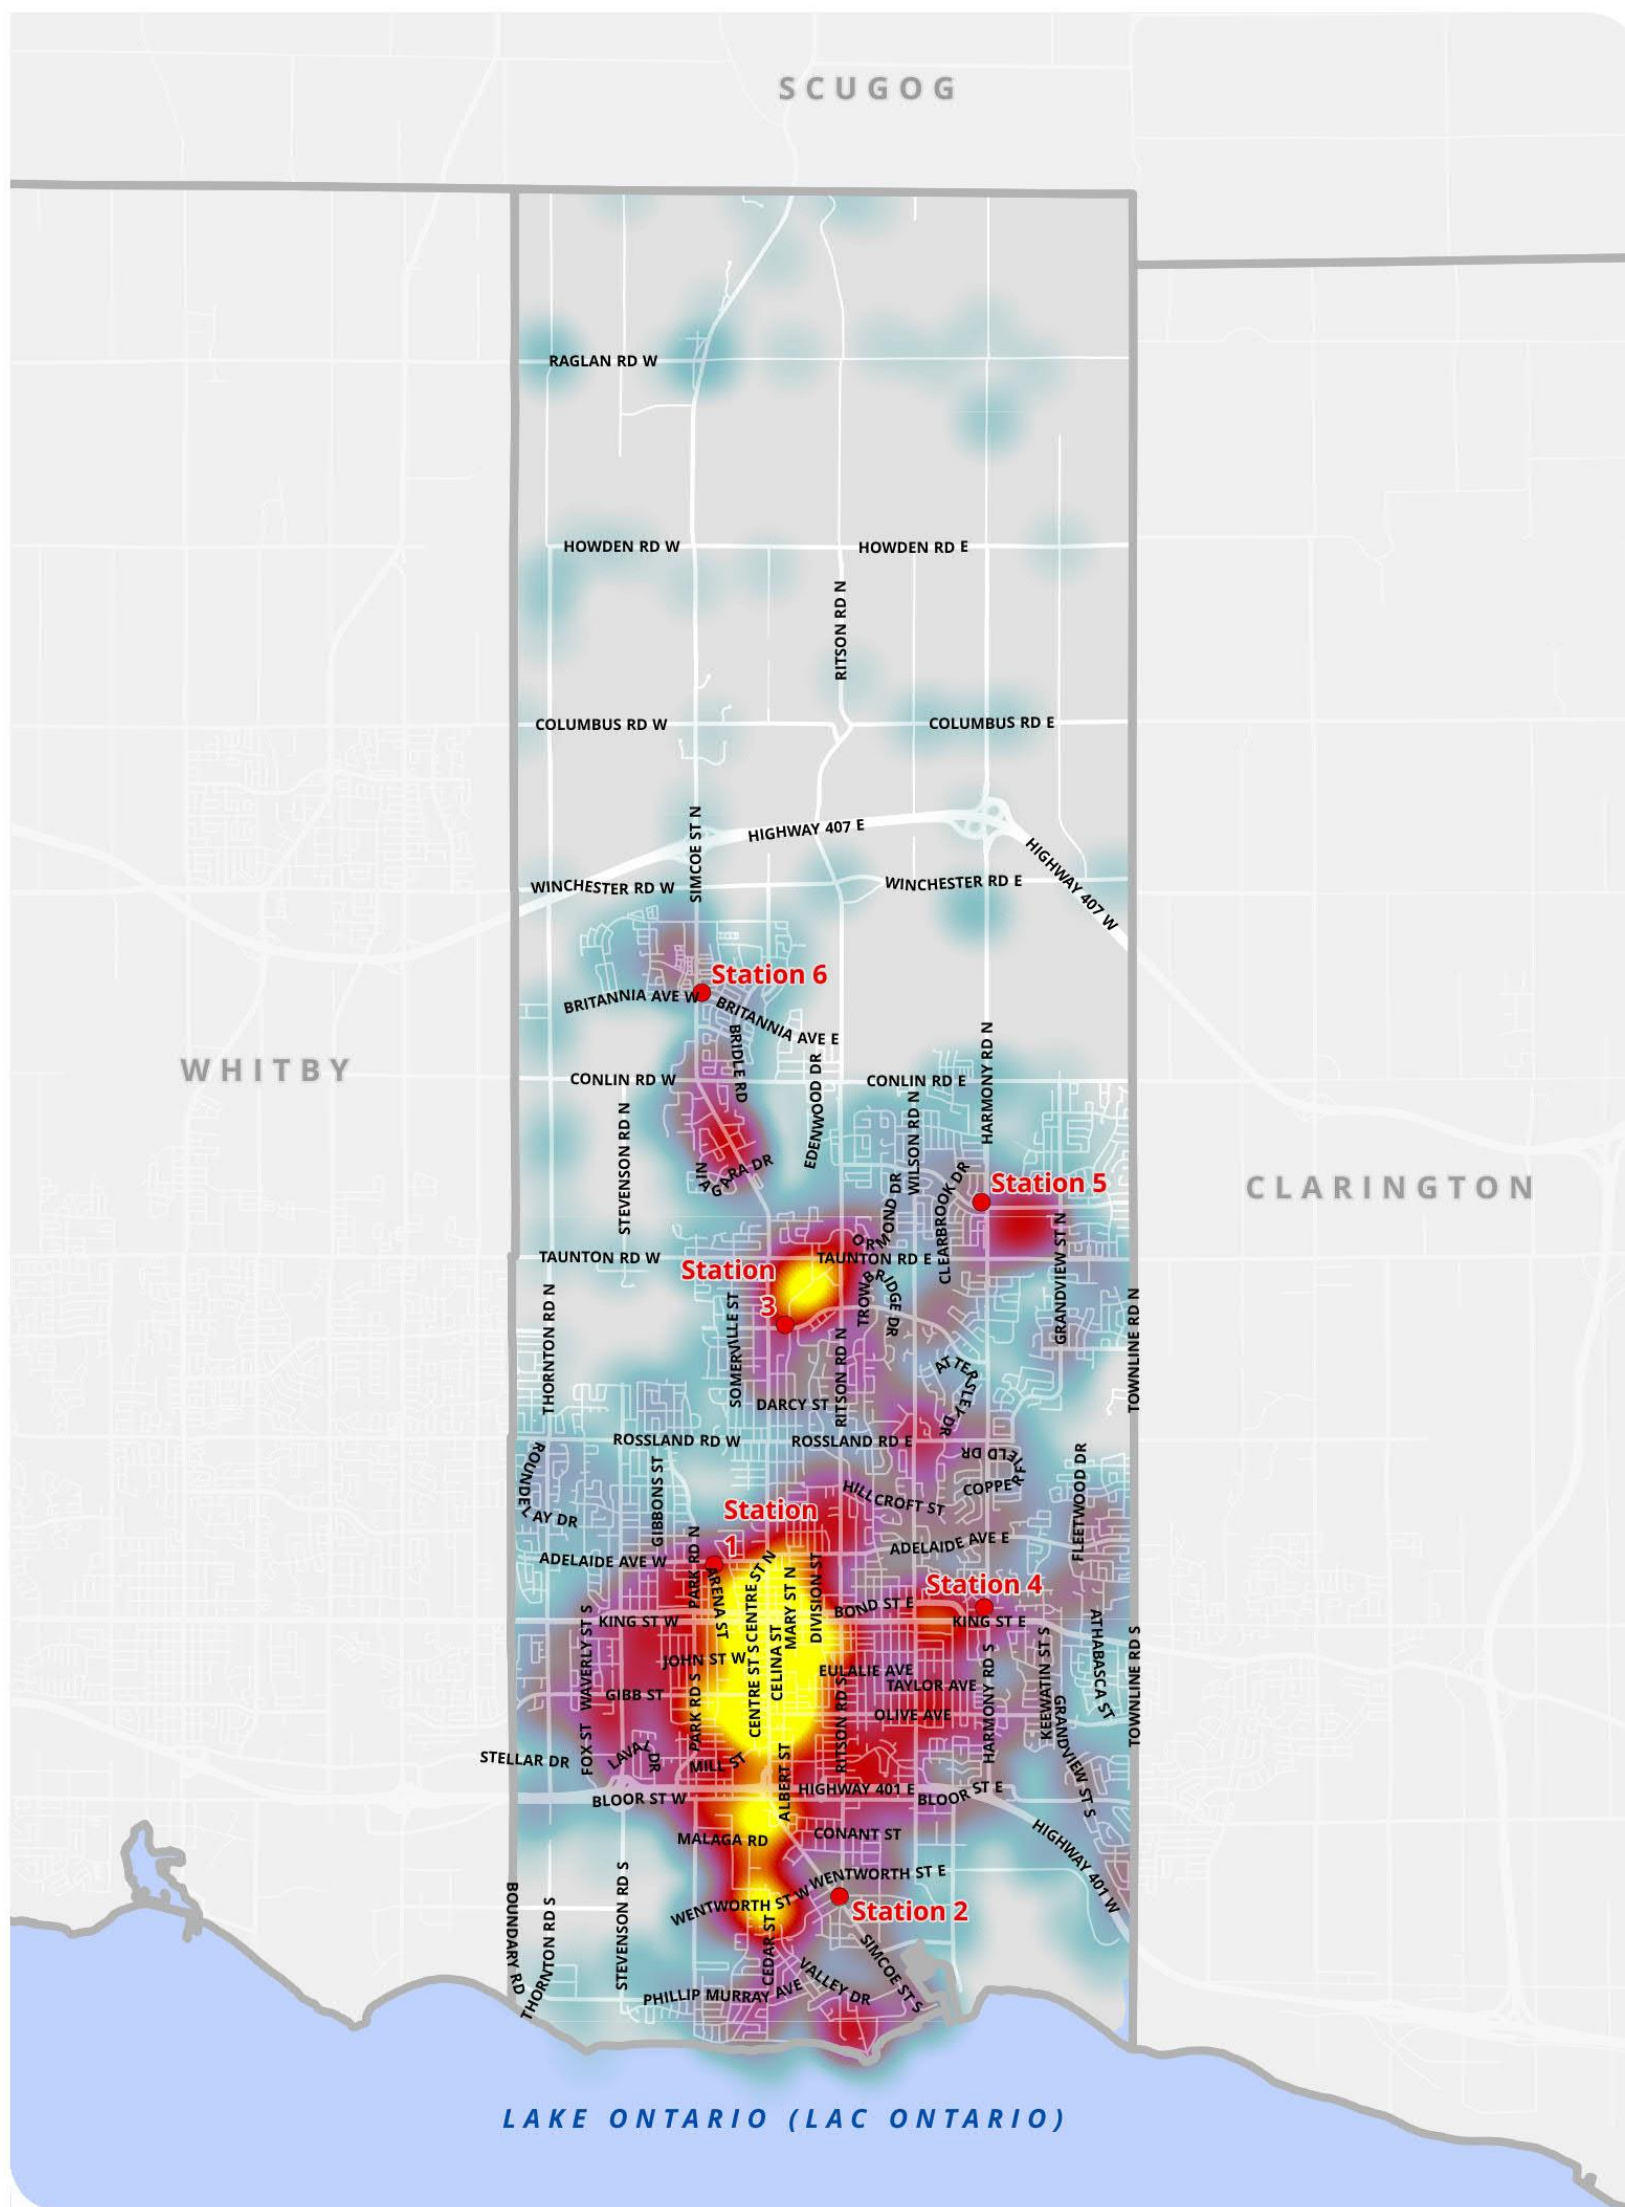 SCUGOG
RAGLAN RD W
HOWDEN RD W
HOWDEN RD E
RITSON RD N
COLUMBUS RD W
COLUMBUS RD E
SIMCOE ST N
HIGHWAY 407 E
HIGHWAY 407 W
WINCHESTER RD W
WINCHESTER RD E
Station 6
BRITANNIA AVE W
BRITANNIA AVE E
BRIDLE RD
EDENWOOD DR
HARMONY RD N
WHITBY
CONLIN RD W
CONLIN RD E
STEVENSON RD N
WILSON RD N
NIAGARA DR
CLEARBROOK DR
Station 5
CLARINGTON
ORMOND DR
GRANDVIEW ST N
TAUNTON RD W
TAUNTON RD E
Station
3
TROWBRIDGE DR
THORNTON RD N
SOMERVILLE ST
RITSON RD N
TOWNLINE RD N
ATTERSLEY DR
DARCY ST
ROSSLAND RD W
ROSSLAND RD E
ROUNDELAY DR
GIBBONS ST
COPPERFIELD DR
FLEETWOOD DR
HILLCROFT ST
Station
1
ADELAIDE AVE W
ADELAIDE AVE E
PARK RD N
ARENA ST
CENTRE ST N
MARY ST N
DIVISION ST
Station 4
BOND ST E
KING ST W
KING ST E
WAVERLY ST S
JOHN ST W
CENTRE ST S
CELINA ST
EULALIE AVE
TAYLOR AVE
HARMONY RD S
KEEWATIN ST S
ATHABASCA ST
TOWNLINE RD S
GIBB ST
PARK RD S
RITSON RD S
OLIVE AVE
GRANDVIEW ST S
STELLAR DR
FOX ST
LAVAL DR
MILL ST
ALBERT ST
HIGHWAY 401 E
BLOOR ST W
BLOOR ST E
MALAGA RD
CONANT ST
HIGHWAY 401 W
WENTWORTH ST W
WENTWORTH ST E
Station 2
BOUNDARY RD
THORNTON RD S
STEVENSON RD S
CEDAR ST
VALLEY DR
SIMCOE ST S
PHILLIP MURRAY AVE
LAKE ONTARIO (LAC ONTARIO)